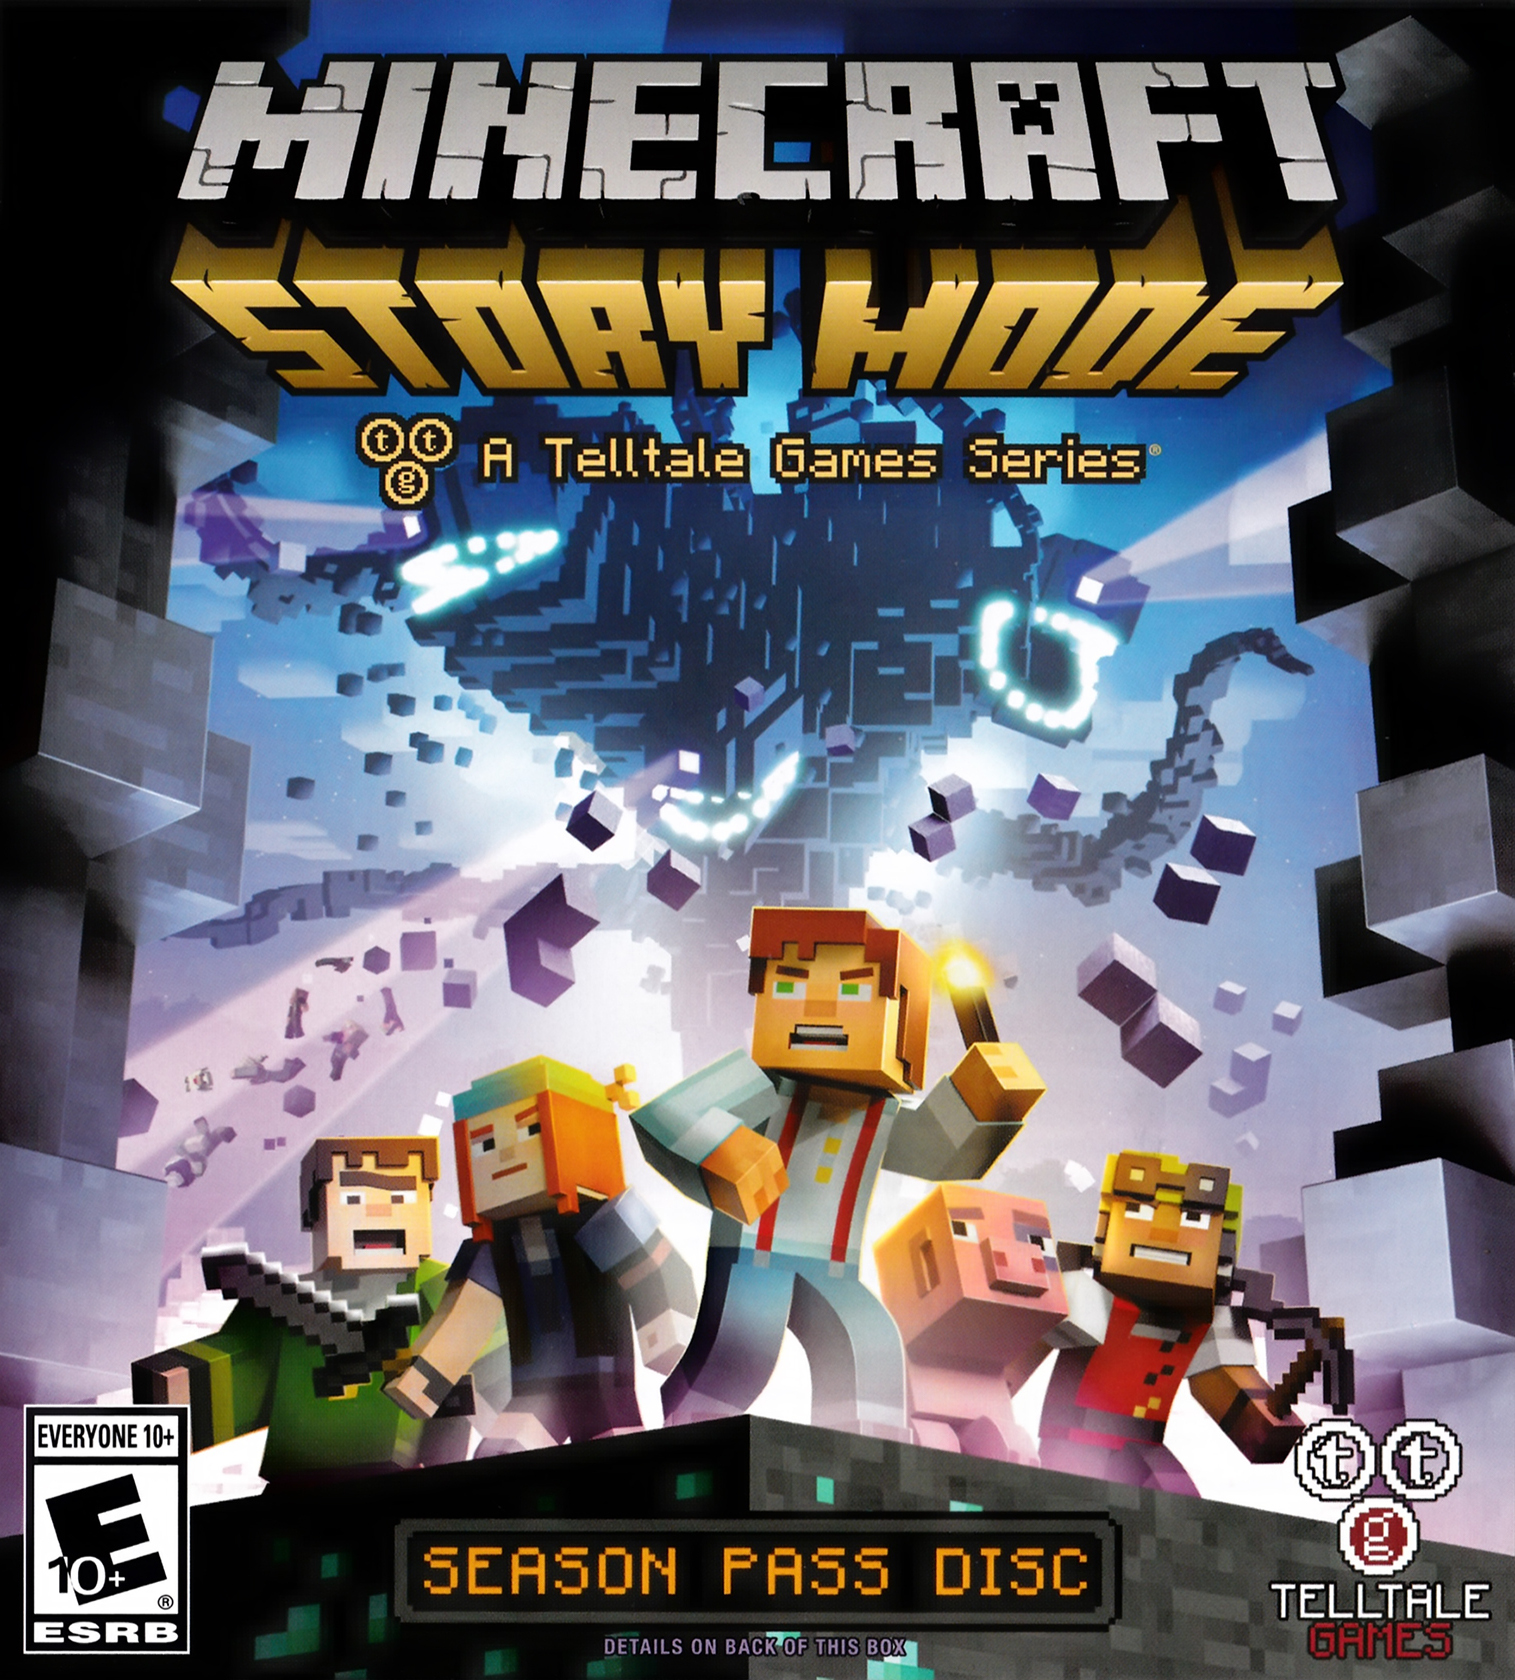 MINECRAFT
STORY MODE
t t g A Telltale Games Series®
EVERYONE 10+
E
10+ ®
ESRB
SEASON PASS DISC
DETAILS ON BACK OF THIS BOX
t t
g
TELLTALE
GAMES